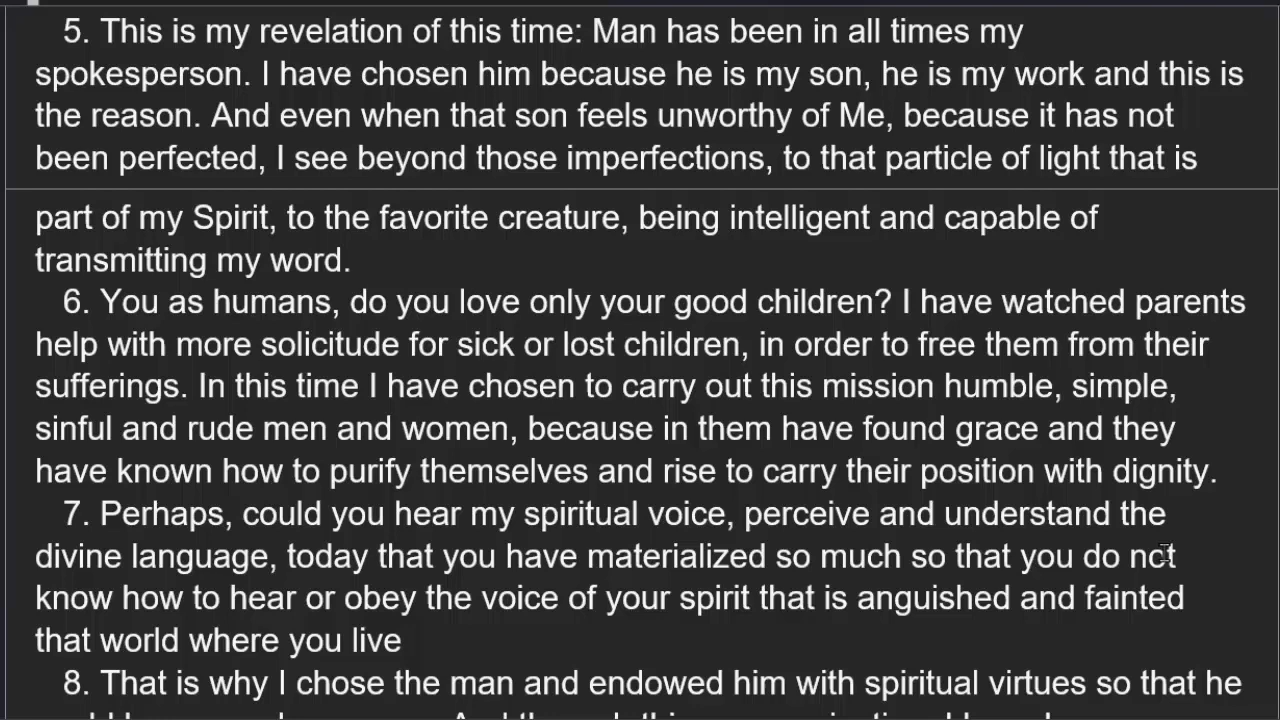 5. This is my revelation of this time: Man has been in all times my
spokesperson. I have chosen him because he is my son, he is my work and this is
the reason. And even when that son feels unworthy of Me, because it has not
been perfected, I see beyond those imperfections, to that particle of light that is
part of my Spirit, to the favorite creature, being intelligent and capable of
transmitting my word.
6. You as humans, do you love only your good children? I have watched parents
help with more solicitude for sick or lost children, in order to free them from their
sufferings. In this time I have chosen to carry out this mission humble, simple,
sinful and rude men and women, because in them have found grace and they
have known how to purify themselves and rise to carry their position with dignity.
7. Perhaps, could you hear my spiritual voice, perceive and understand the
divine language, today that you have materialized so much so that you do not
know how to hear or obey the voice of your spirit that is anguished and fainted
that world where you live
8. That is why I chose the man and endowed him with spiritual virtues so that he